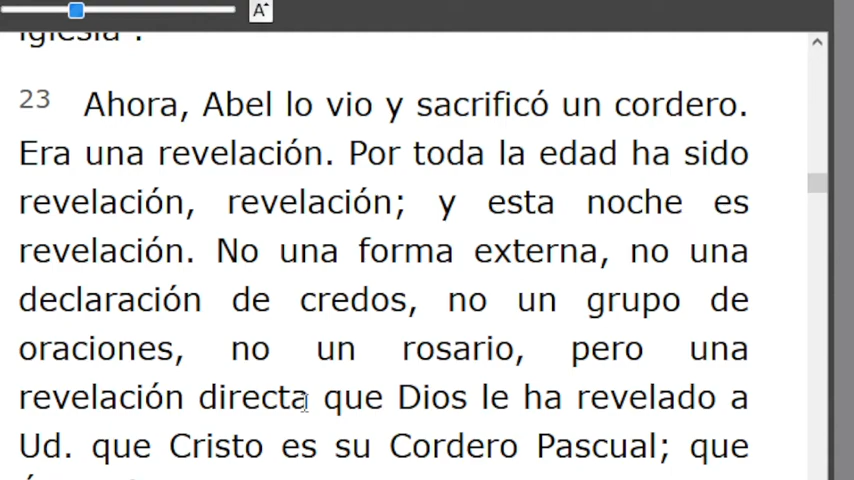 A^
iglesia".
23 Ahora, Abel lo vio y sacrificó un cordero.
Era una revelación. Por toda la edad ha sido
revelación, revelación; y esta noche es
revelación. No una forma externa, no una
declaración de credos, no un grupo de
oraciones, no un rosario, pero una
revelación directa que Dios le ha revelado a
Ud. que Cristo es su Cordero Pascual; que